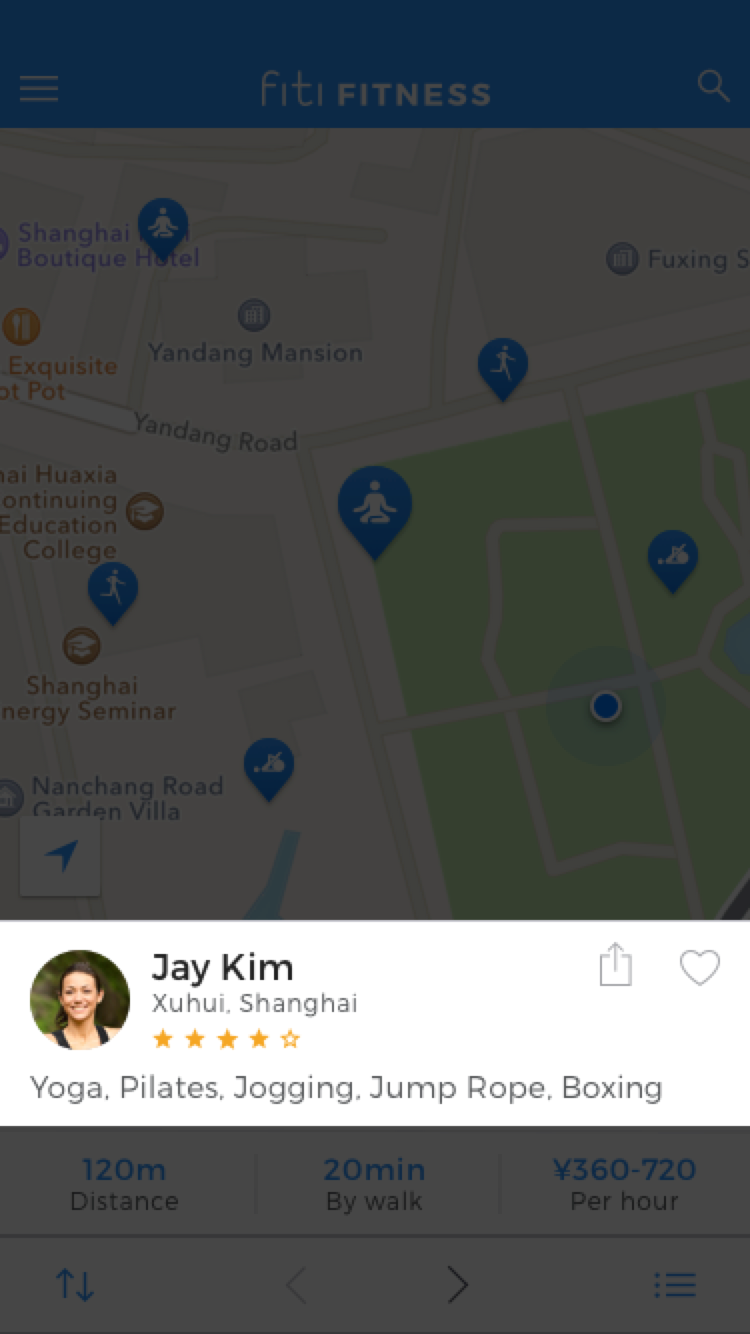 fiti FITNESS
Shanghai
Boutique Hotel
Fuxing S
Yandang Mansion
Exquisite
ot Pot
Yandang Road
nai Huaxia
ontinuing
Education
College
Shanghai
nergy Seminar
Nanchang Road
Garden Villa
Jay Kim
Xuhui, Shanghai
Yoga, Pilates, Jogging, Jump Rope, Boxing
120m
Distance
20min
By walk
¥360-720
Per hour